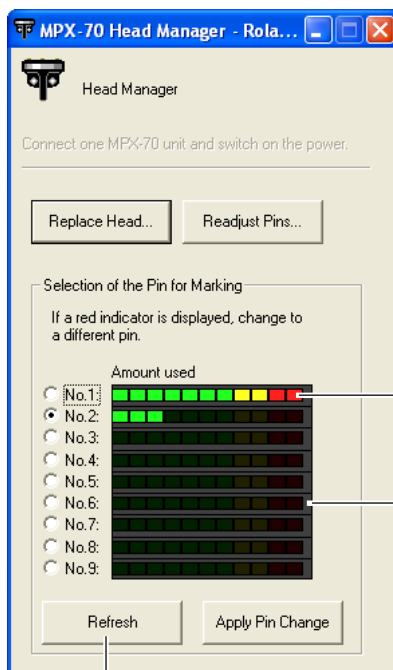 MPX-70 Head Manager - Rola...
Head Manager
Connect one MPX-70 unit and switch on the power.
Replace Head...
Readjust Pins...
Selection of the Pin for Marking
If a red indicator is displayed, change to
a different pin.
Amount used
No.1:
No.2:
No.3:
No.4:
No.5:
No.6:
No.7:
No.8:
No.9:
Refresh
Apply Pin Change